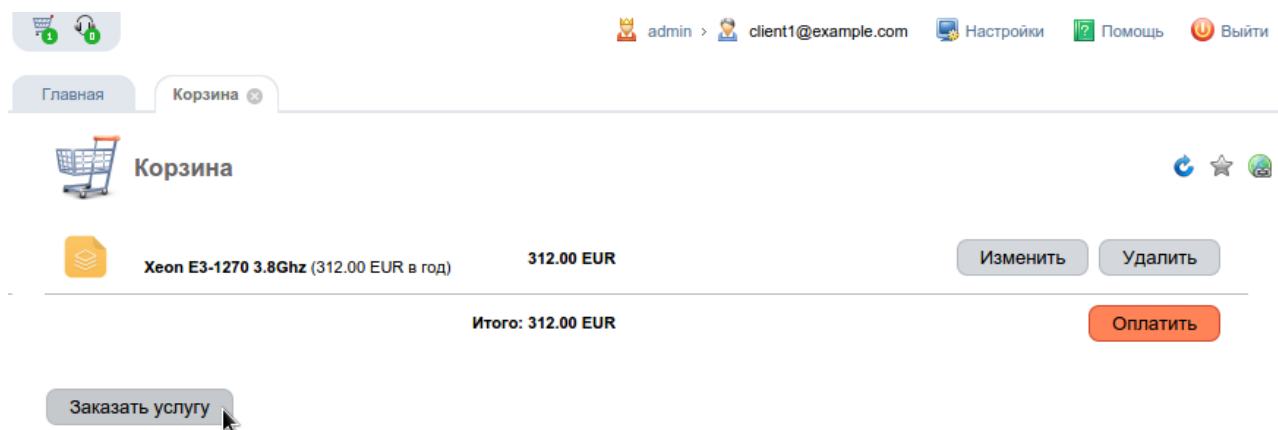 1 0 admin > client1@example.com Настройки ? Помощь Выйти
Главная Корзина
Корзина
Xeon E3-1270 3.8Ghz (312.00 EUR в год) 312.00 EUR Изменить Удалить
Итого: 312.00 EUR Оплатить
Заказать услугу